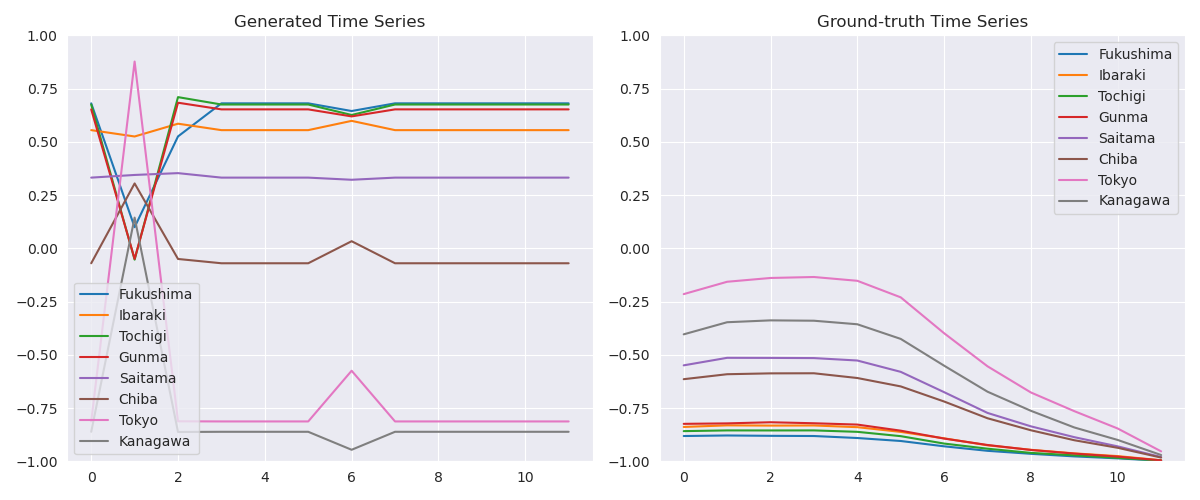 Generated Time Series
1.00
0.75
0.50
0.25
0.00
−0.25
−0.50
−0.75
−1.00
0 2 4 6 8 10
Fukushima
Ibaraki
Tochigi
Gunma
Saitama
Chiba
Tokyo
Kanagawa
Ground-truth Time Series
1.00
0.75
0.50
0.25
0.00
−0.25
−0.50
−0.75
−1.00
0 2 4 6 8 10
Fukushima
Ibaraki
Tochigi
Gunma
Saitama
Chiba
Tokyo
Kanagawa